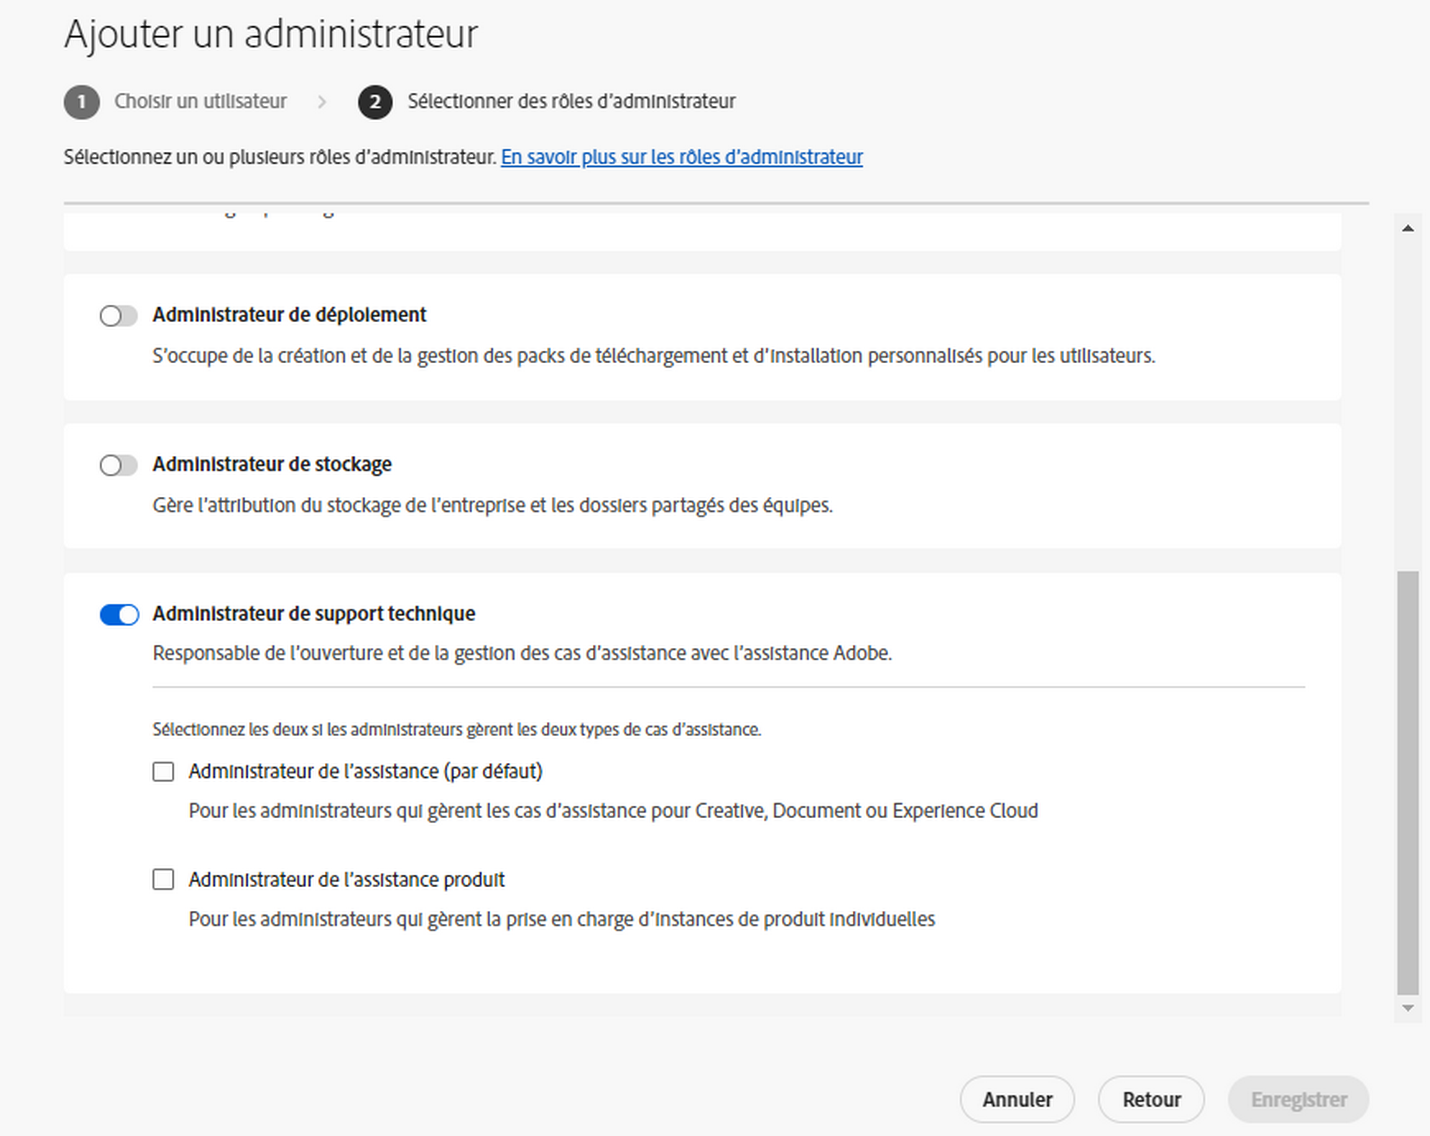 Ajouter un administrateur
1 Choisir un utilisateur > 2 Sélectionner des rôles d’administrateur
Sélectionnez un ou plusieurs rôles d’administrateur. En savoir plus sur les rôles d’administrateur
Administrateur de déploiement
S’occupe de la création et de la gestion des packs de téléchargement et d’installation personnalisés pour les utilisateurs.
Administrateur de stockage
Gère l’attribution du stockage de l’entreprise et les dossiers partagés des équipes.
Administrateur de support technique
Responsable de l’ouverture et de la gestion des cas d’assistance avec l’assistance Adobe.
Sélectionnez les deux si les administrateurs gèrent les deux types de cas d’assistance.
Administrateur de l’assistance (par défaut)
Pour les administrateurs qui gèrent les cas d’assistance pour Creative, Document ou Experience Cloud
Administrateur de l’assistance produit
Pour les administrateurs qui gèrent la prise en charge d’instances de produit individuelles
Annuler Retour Enregistrer